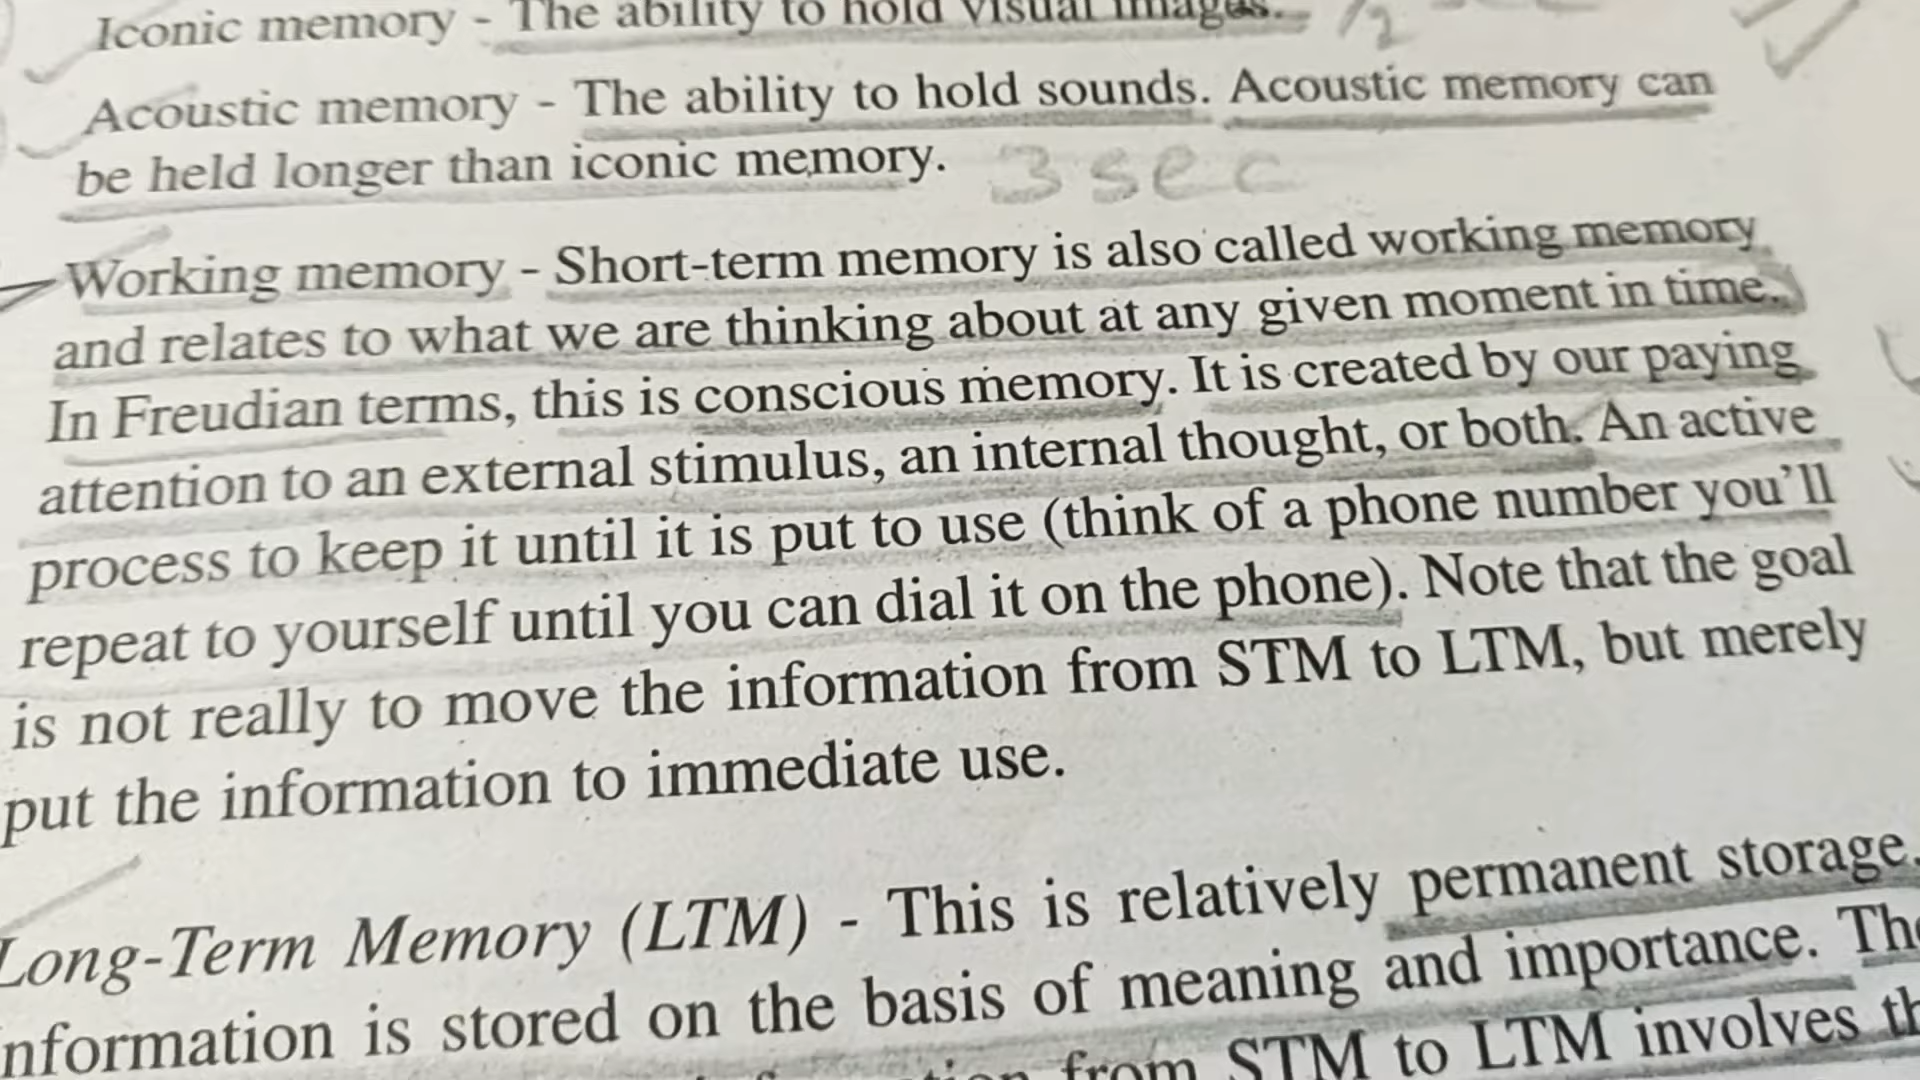 Iconic memory - The ability to hold visual images. 1/2
Acoustic memory - The ability to hold sounds. Acoustic memory can
be held longer than iconic memory. 3 sec
Working memory - Short-term memory is also called working memory
and relates to what we are thinking about at any given moment in time.
In Freudian terms, this is conscious memory. It is created by our paying
attention to an external stimulus, an internal thought, or both. An active
process to keep it until it is put to use (think of a phone number you'll
repeat to yourself until you can dial it on the phone). Note that the goal
is not really to move the information from STM to LTM, but merely
put the information to immediate use.
Long-Term Memory (LTM) - This is relatively permanent storage.
nformation is stored on the basis of meaning and importance. The
from STM to LTM involves th